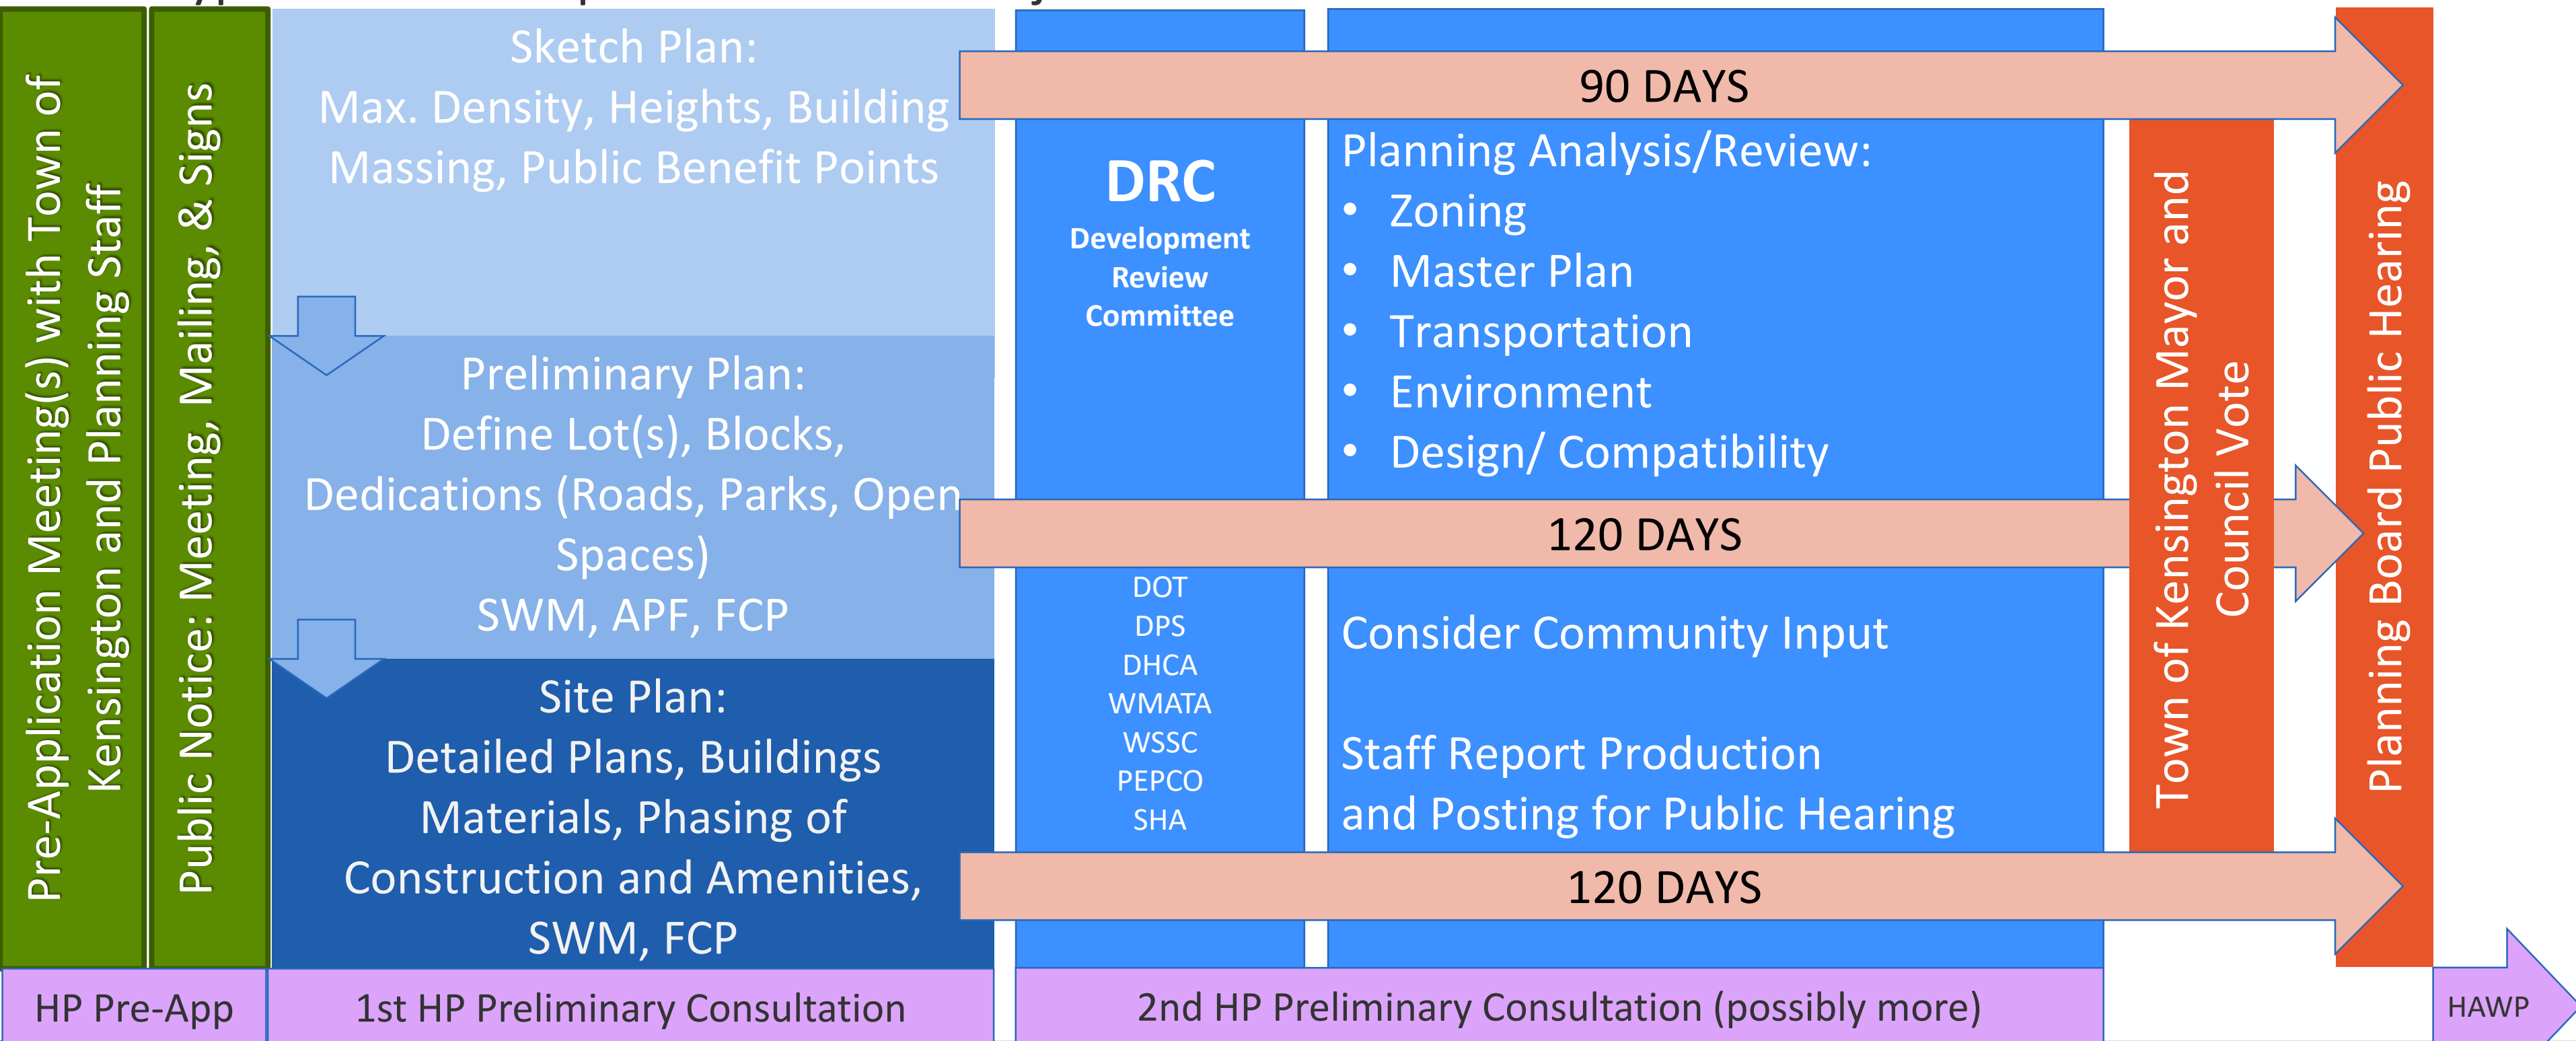 Pre-Application Meeting(s) with Town of
Kensington and Planning Staff
Public Notice: Meeting, Mailing, & Signs
Sketch Plan:
Max. Density, Heights, Building
Massing, Public Benefit Points
Preliminary Plan:
Define Lot(s), Blocks,
Dedications (Roads, Parks, Open
Spaces)
SWM, APF, FCP
Site Plan:
Detailed Plans, Buildings
Materials, Phasing of
Construction and Amenities,
SWM, FCP
90 DAYS
DRC
Development
Review
Committee
120 DAYS
DOT
DPS
DHCA
WMATA
WSSC
PEPCO
SHA
120 DAYS
Planning Analysis/Review:
• Zoning
• Master Plan
• Transportation
• Environment
• Design/ Compatibility
Consider Community Input
Staff Report Production
and Posting for Public Hearing
Town of Kensington Mayor and
Council Vote
Planning Board Public Hearing
HP Pre-App
1st HP Preliminary Consultation
2nd HP Preliminary Consultation (possibly more)
HAWP